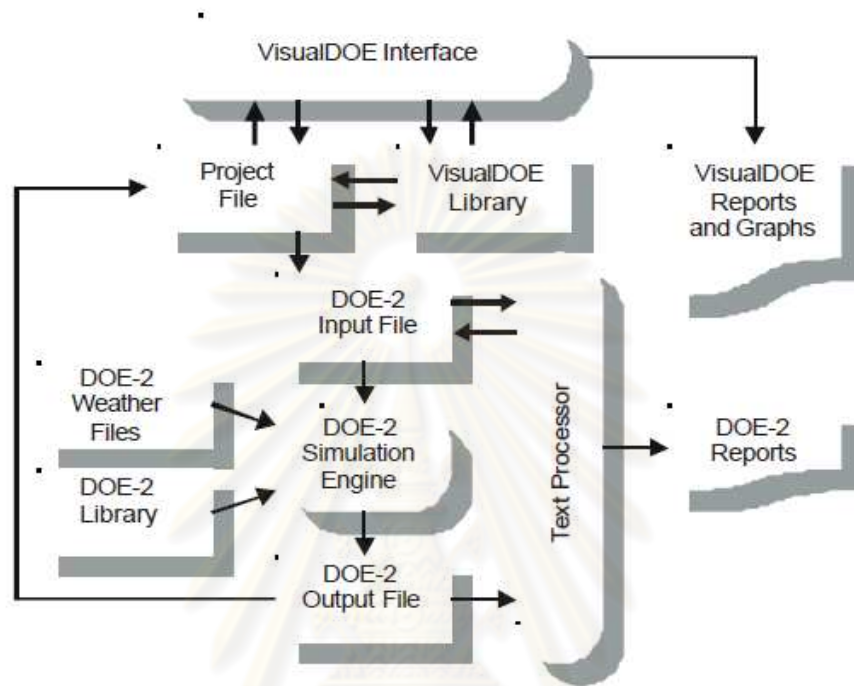 VisualDOE Interface
Project
File
VisualDOE
Library
VisualDOE
Reports
and Graphs
DOE-2
Input File
DOE-2
Weather
Files
DOE-2
Simulation
Engine
Text Processor
DOE-2
Reports
DOE-2
Library
DOE-2
Output File